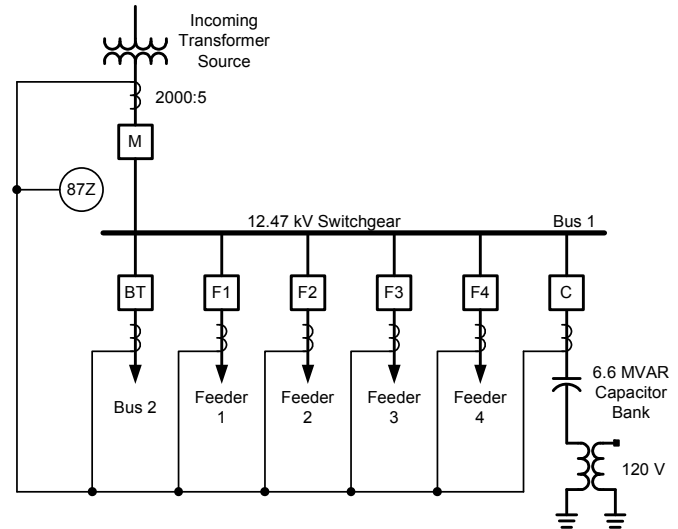 Incoming
Transformer
Source
2000:5
M
87Z
12.47 kV Switchgear
Bus 1
BT
F1
F2
F3
F4
C
Bus 2
Feeder
1
Feeder
2
Feeder
3
Feeder
4
6.6 MVAR
Capacitor
Bank
120 V